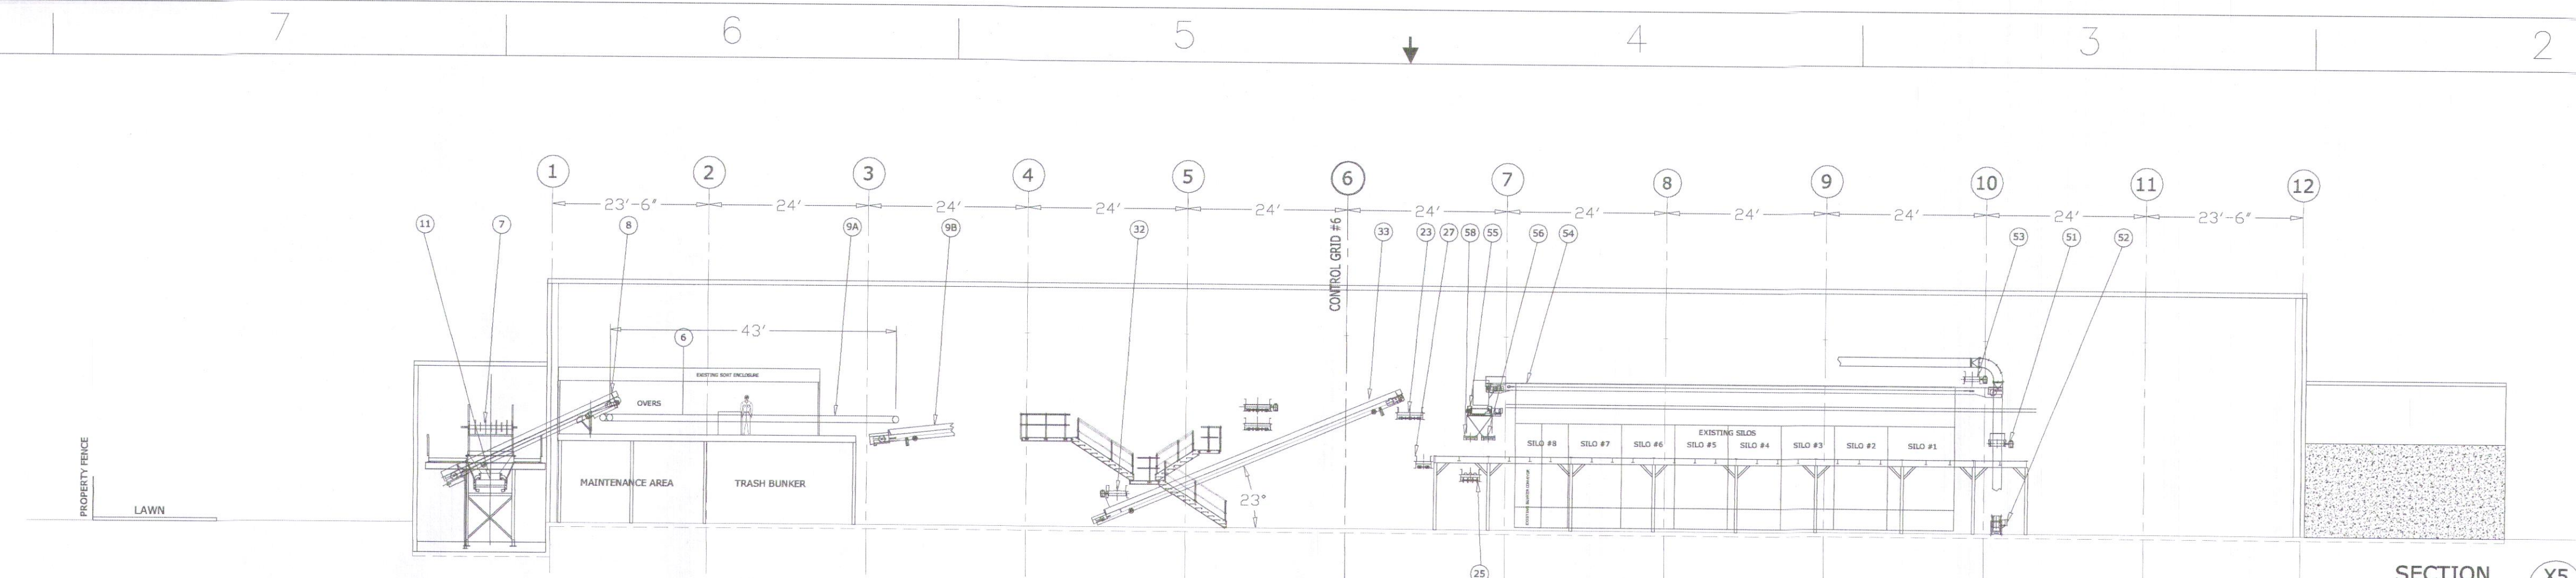 7 6 5 4 3 2
1 2 3 4 5 6 7 8 9 10 11 12
23'-6" 24' 24' 24' 24' 24' 24' 24' 24' 24' 23'-6"
11 7 8 9A 9B 32 33 23 27 58 55 56 54 53 51 52
CONTROL GRID #6
43'
6
EXISTING BOAT ENCLOSURE
OVERS
EXISTING SILOS
SILO #8 SILO #7 SILO #6 SILO #5 SILO #4 SILO #3 SILO #2 SILO #1
PROPERTY FENCE
MAINTENANCE AREA TRASH BUNKER
23°
LAWN
25
SECTION X5